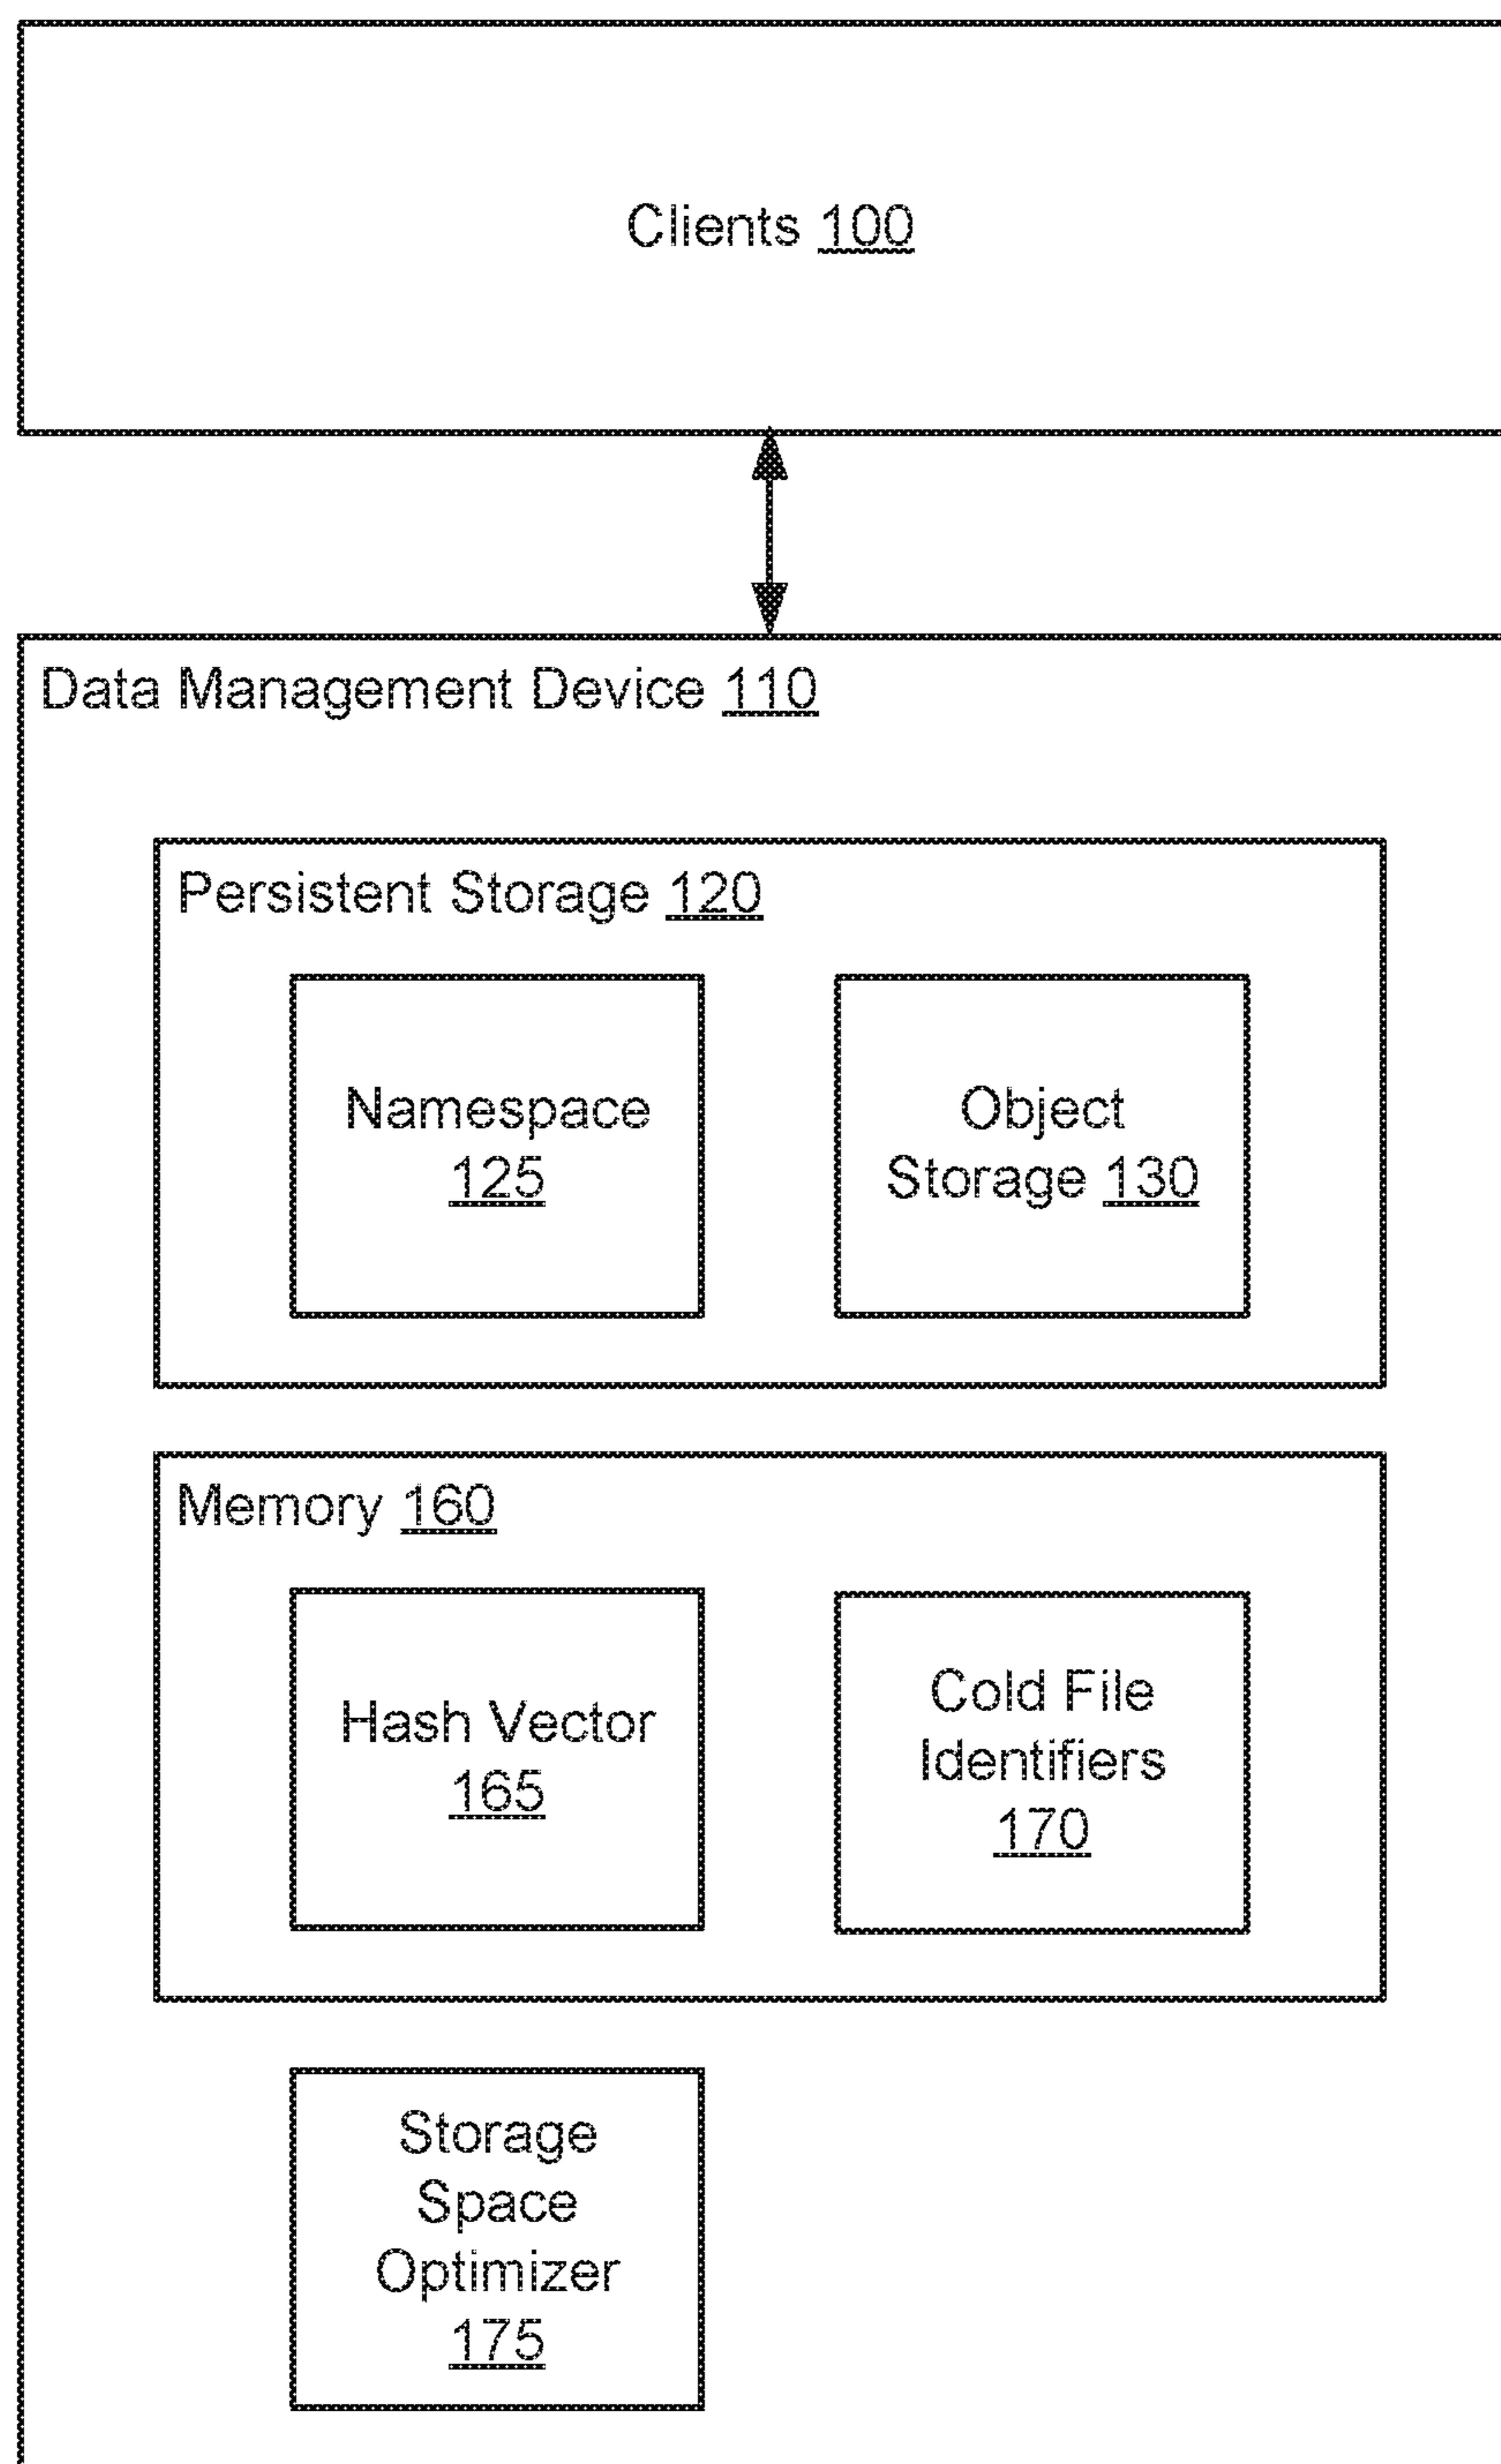 Clients 100
Data Management Device 110
Persistent Storage 120
Namespace
125
Object
Storage 130
Memory 160
Hash Vector
165
Cold File
Identifiers
170
Storage
Space
Optimizer
175